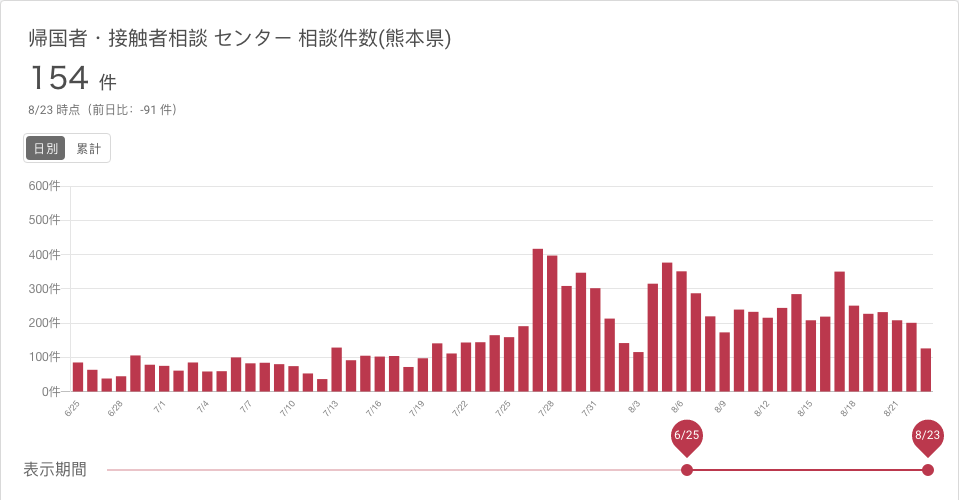 帰国者・接触者相談 センター 相談件数(熊本県)
154 件
8/23 時点（前日比： -91 件）
日別 累計
600件
500件
400件
300件
200件
100件
0件
6/25 6/28 7/1 7/4 7/7 7/10 7/13 7/16 7/19 7/22 7/25 7/28 7/31 8/3 8/6 8/9 8/12 8/15 8/18 8/21
6/25 8/23
表示期間